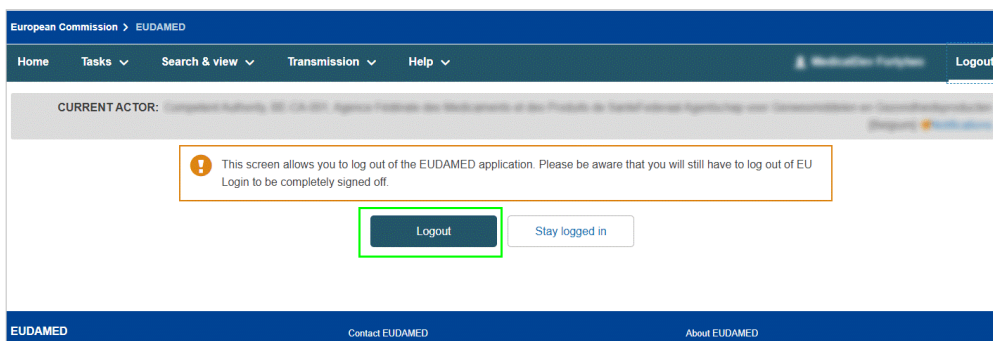 European Commission > EUDAMED
Home Tasks Search & view Transmission Help Logout
CURRENT ACTOR:
This screen allows you to log out of the EUDAMED application. Please be aware that you will still have to log out of EU
Login to be completely signed off.
Logout Stay logged in
EUDAMED Contact EUDAMED About EUDAMED